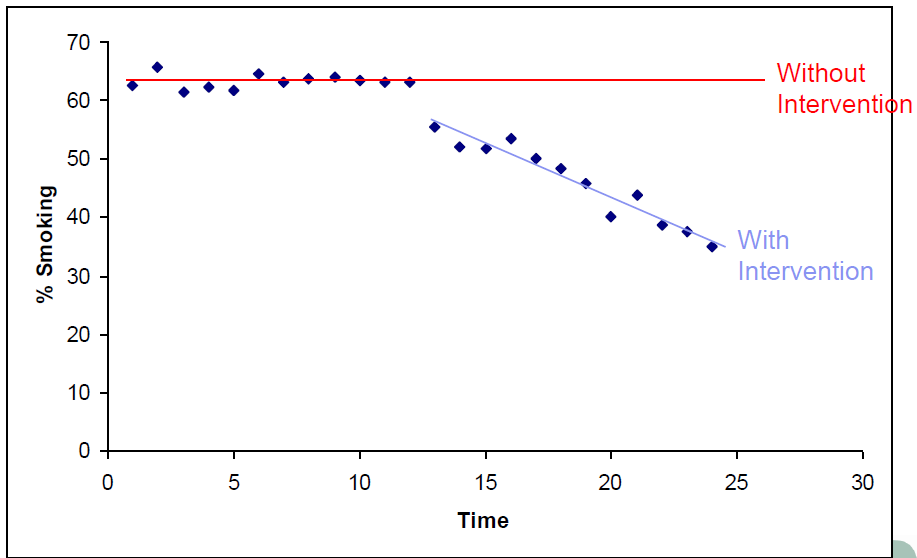 70
60
50
40
30
20
10
0
% Smoking
Without
Intervention
With
Intervention
0 5 10 15 20 25 30
Time